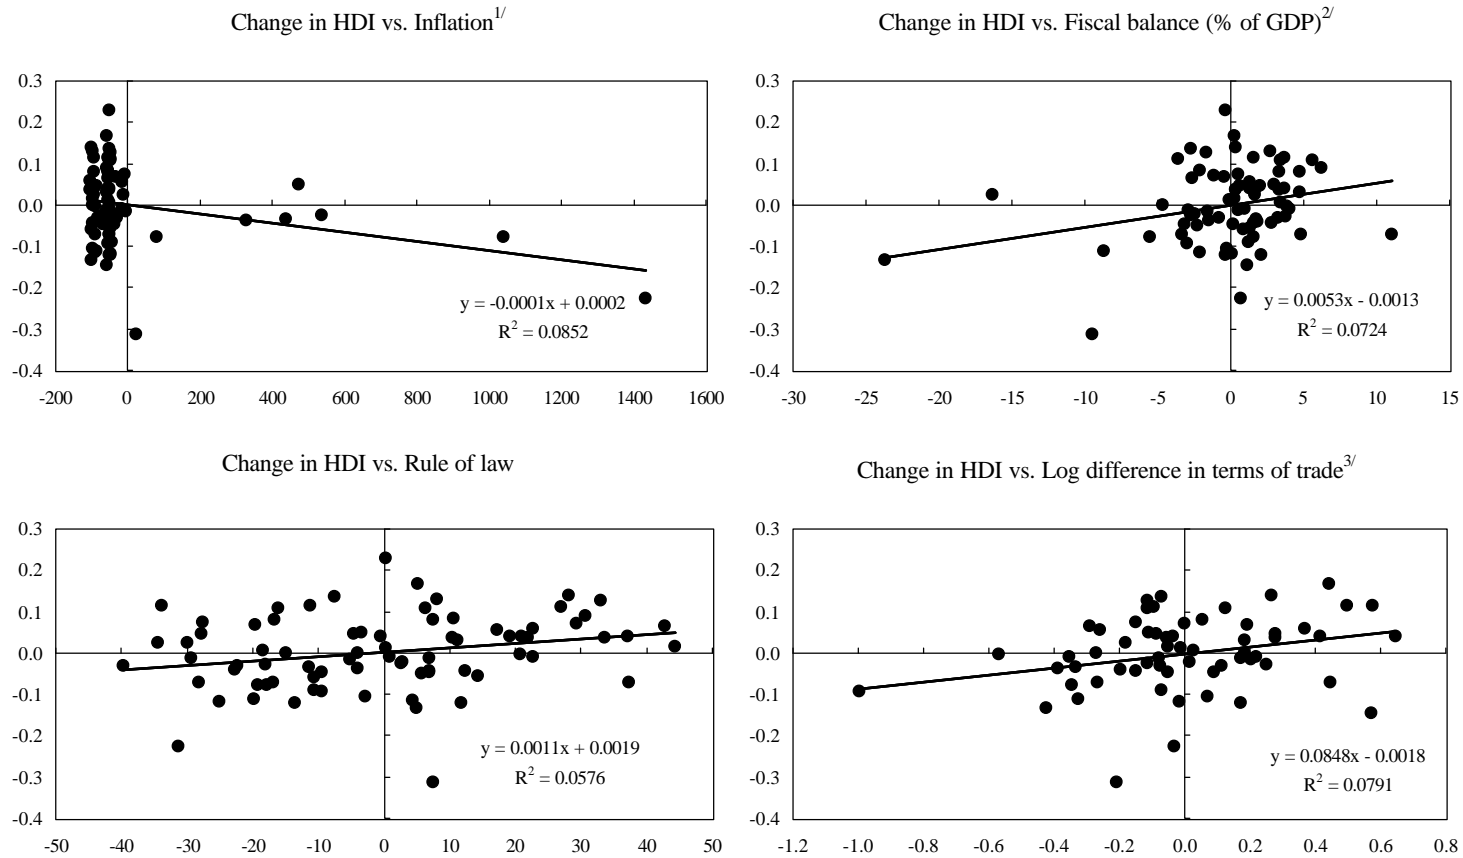 Change in HDI vs. Inflation1/
0.3
0.2
0.1
0.0
-0.1
-0.2
-0.3
-0.4
-200 0 200 400 600 800 1000 1200 1400 1600
y = -0.0001x + 0.0002
R2 = 0.0852
Change in HDI vs. Fiscal balance (% of GDP)2/
0.3
0.2
0.1
0.0
-0.1
-0.2
-0.3
-0.4
-30 -25 -20 -15 -10 -5 0 5 10 15
y = 0.0053x - 0.0013
R2 = 0.0724
Change in HDI vs. Rule of law
0.3
0.2
0.1
0.0
-0.1
-0.2
-0.3
-0.4
-50 -40 -30 -20 -10 0 10 20 30 40 50
y = 0.0011x + 0.0019
R2 = 0.0576
Change in HDI vs. Log difference in terms of trade3/
0.3
0.2
0.1
0.0
-0.1
-0.2
-0.3
-0.4
-1.2 -1.0 -0.8 -0.6 -0.4 -0.2 0.0 0.2 0.4 0.6 0.8
y = 0.0848x - 0.0018
R2 = 0.0791